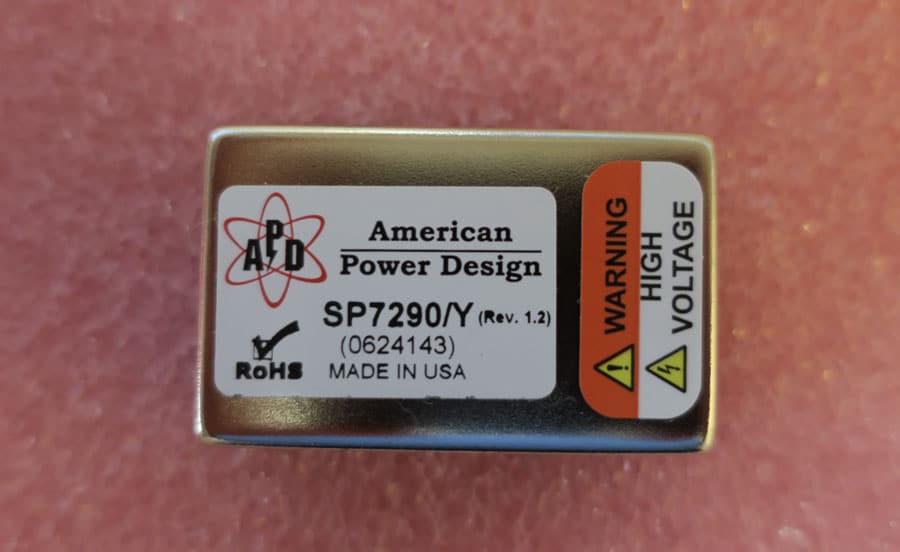 APD
American
Power Design
SP7290/Y (Rev. 1.2)
(0624143)
RoHS
MADE IN USA
WARNING
HIGH
VOLTAGE